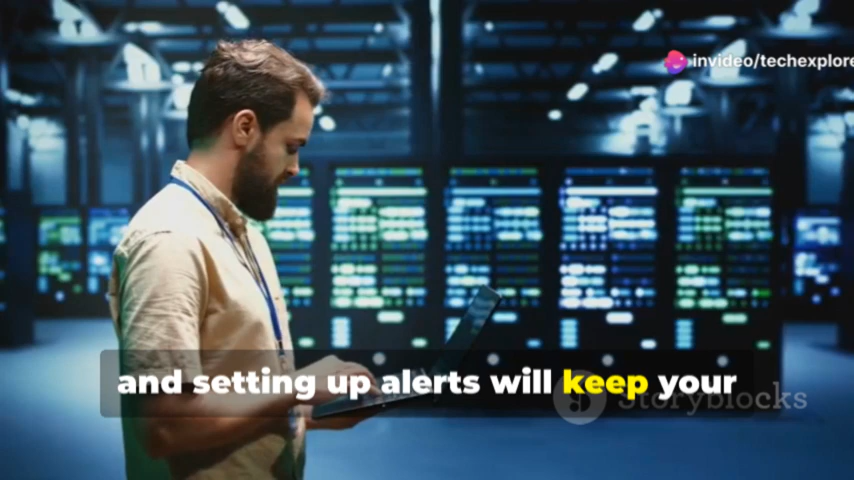 invideo/techexplore
and setting up alerts will keep your
Storyblocks